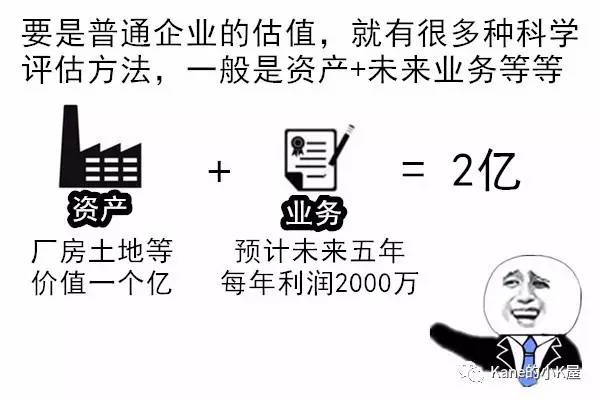 要是普通企业的估值，就有很多种科学
评估方法，一般是资产+未来业务等等
+
= 2亿
资产
业务
厂房土地等
价值一个亿
预计未来五年
每年利润2000万
Kane的小K屋